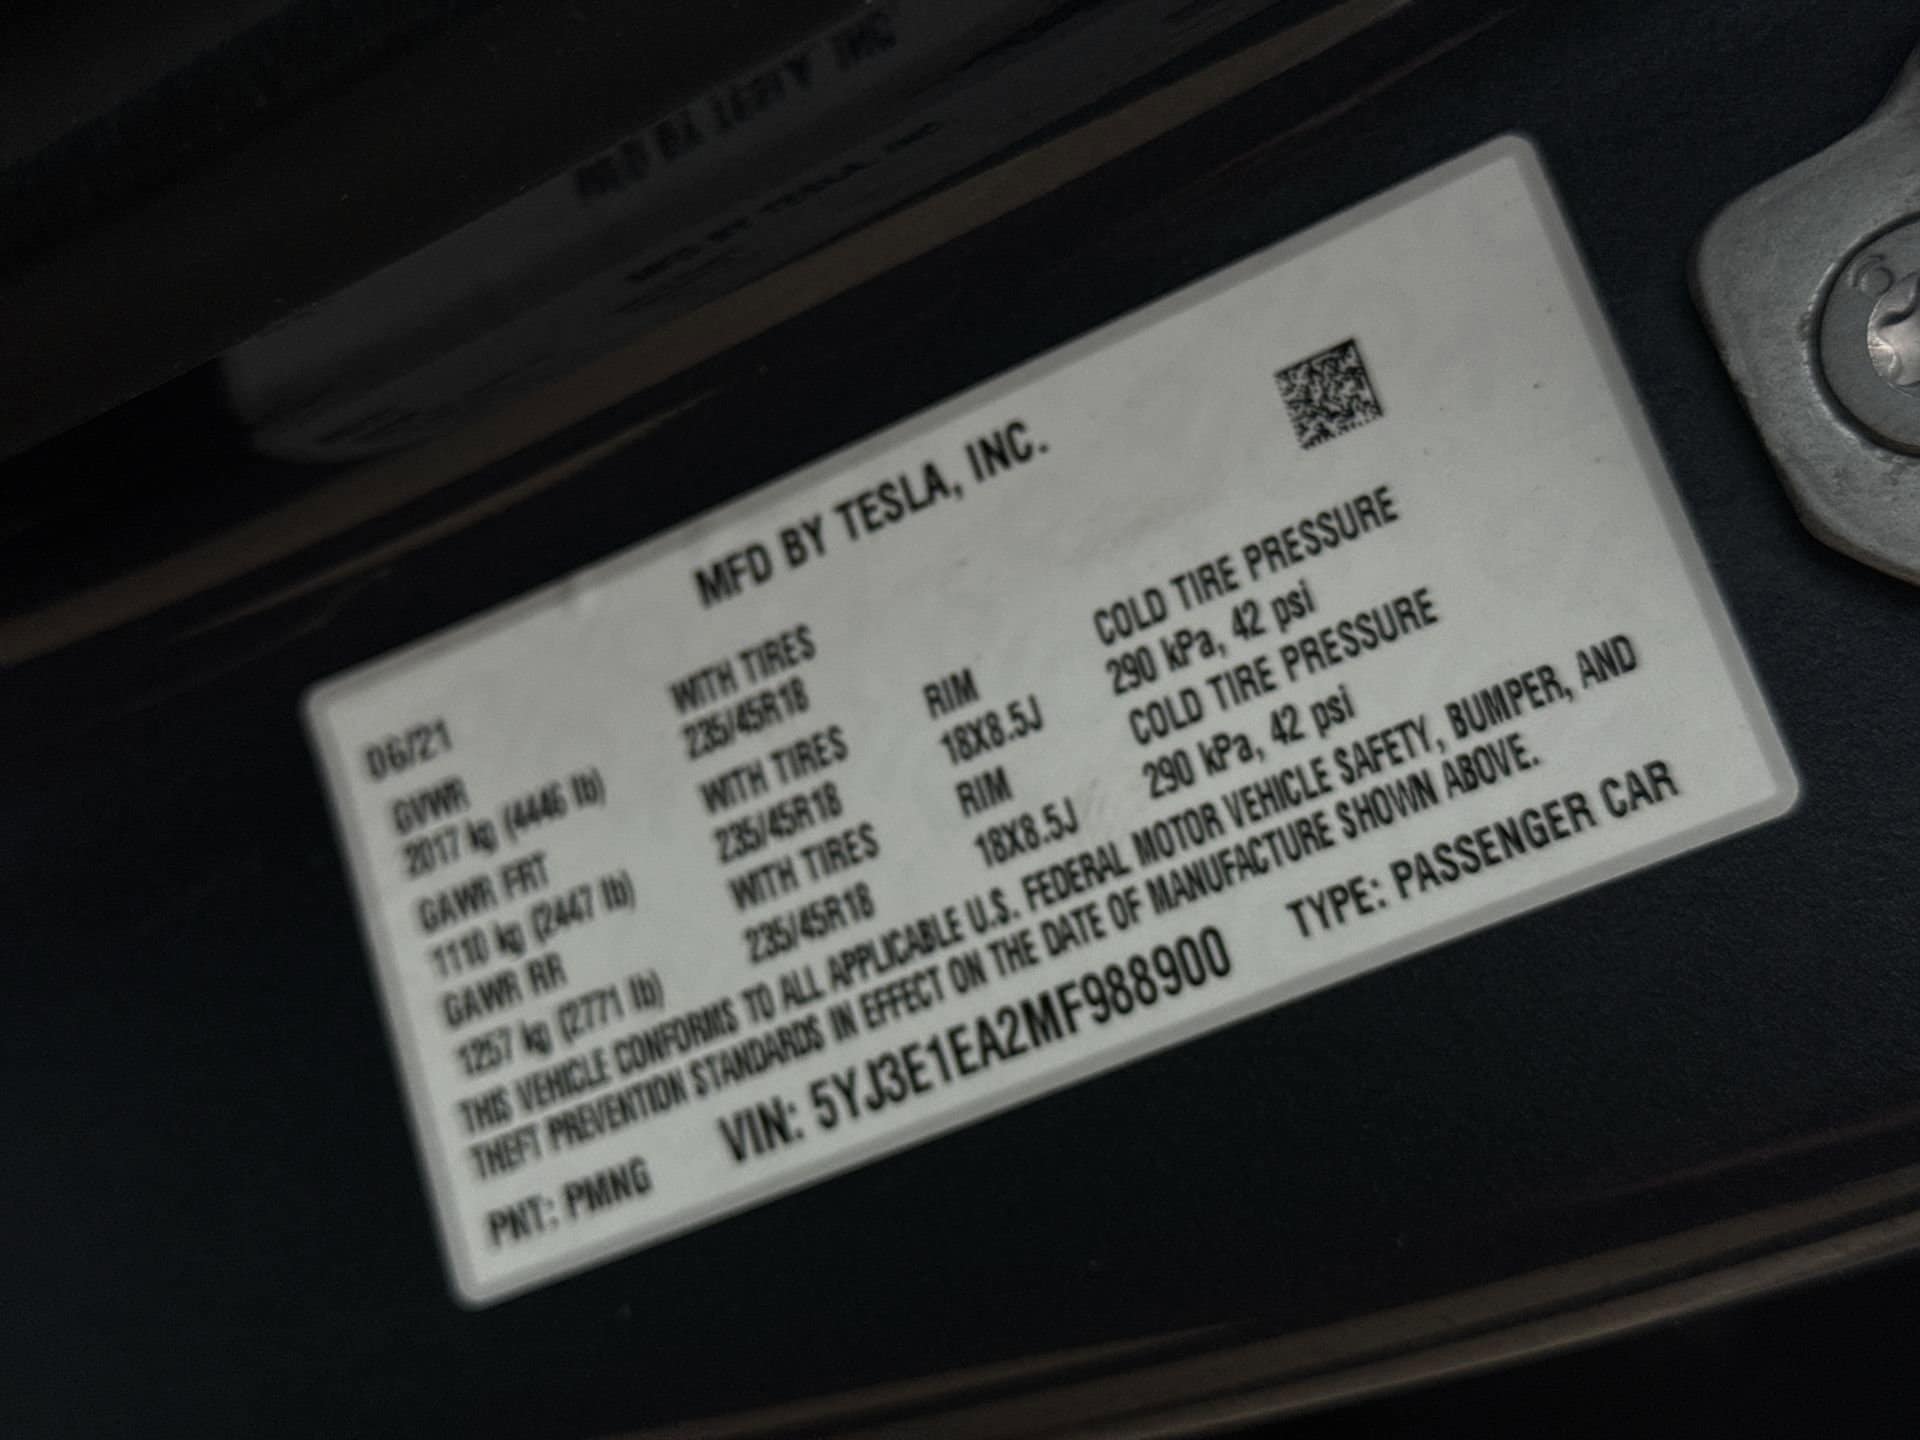 MFD BY TESLA, INC.
06/21
GVWR
2017 kg (4446 lb)
WITH TIRES
235/45R18
RIM
18X8.5J
COLD TIRE PRESSURE
290 kPa, 42 psi
GAWR FRT
1110 kg (2447 lb)
WITH TIRES
235/45R18
RIM
18X8.5J
COLD TIRE PRESSURE
290 kPa, 42 psi
GAWR RR
1257 kg (2771 lb)
WITH TIRES
235/45R18
THIS VEHICLE CONFORMS TO ALL APPLICABLE U.S. FEDERAL MOTOR VEHICLE SAFETY, BUMPER, AND
THEFT PREVENTION STANDARDS IN EFFECT ON THE DATE OF MANUFACTURE SHOWN ABOVE.
PNT: PMNG VIN: 5YJ3E1EA2MF988900 TYPE: PASSENGER CAR